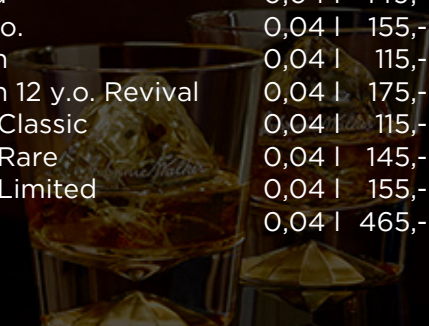 o. 0,04 l 155,-
n 0,04 l 115,-
n 12 y.o. Revival 0,04 l 175,-
Classic 0,04 l 115,-
Rare 0,04 l 145,-
Limited 0,04 l 155,-
0,04 l 465,-
Walker